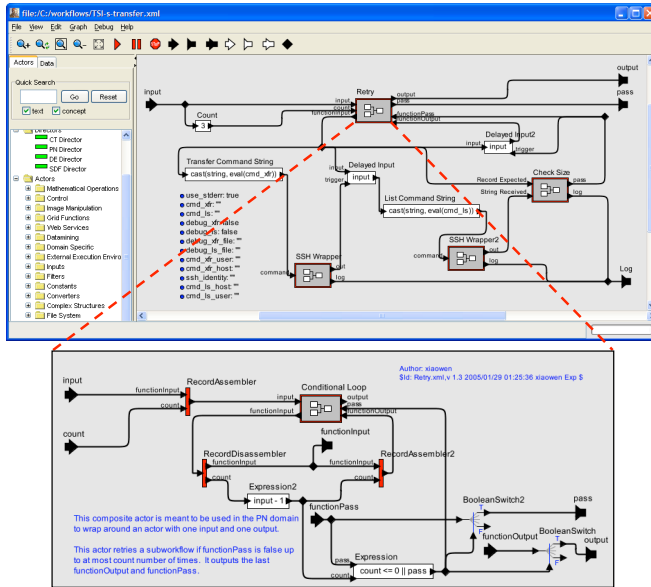 file:/C:/workflows/TSI-s-transfer.xml
File View Edit Graph Debug Help
Actors Data
Quick Search
Go Reset
text concept
Directors
CT Director
PN Director
DE Director
SDF Director
Actors
Mathematical Operations
Control
Image Manipulation
Grid Functions
Web Services
Datamining
Domain Specific
External Execution Enviro
Inputs
Filters
Constants
Converters
Complex Structures
File System
input
Count
3
Retry
input
count
functionInput
output
pass
functionPass
functionOutput
output
pass
Delayed Input2
input
input
trigger
Transfer Command String
cast(string, eval(cmd_xfr))
Delayed Input
input
trigger
input
Check Size
Record Expected
String Received
pass
log
List Command String
cast(string, eval(cmd_ls))
use_stderr: true
cmd_xfr: ""
cmd_ls: ""
debug_xfr: false
debug_ls: false
debug_xfr_file: ""
debug_ls_file: ""
cmd_xfr_user: ""
cmd_xfr_host: ""
ssh_identity: ""
cmd_ls_host: ""
cmd_ls_user: ""
SSH Wrapper
command
out
log
SSH Wrapper2
command
out
log
Log
Author: xiaowen
$Id: Retry.xml,v 1.3 2005/01/29 01:25:36 xiaowen Exp $
input
count
RecordAssembler
functionInput
count
Conditional Loop
input
functionInput
output
pass
functionOutput
functionInput
RecordDisassembler
functionInput
count
RecordAssembler2
functionInput
count
Expression2
input - 1
functionPass
BooleanSwitch2
T
F
pass
functionOutput
BooleanSwitch
T
F
output
Expression
pass
count
count <= 0 || pass
This composite actor is meant to be used in the PN domain
to wrap around an actor with one input and one output.
This actor retries a subworkflow if functionPass is false up
to at most count number of times. It outputs the last
functionOutput and functionPass.